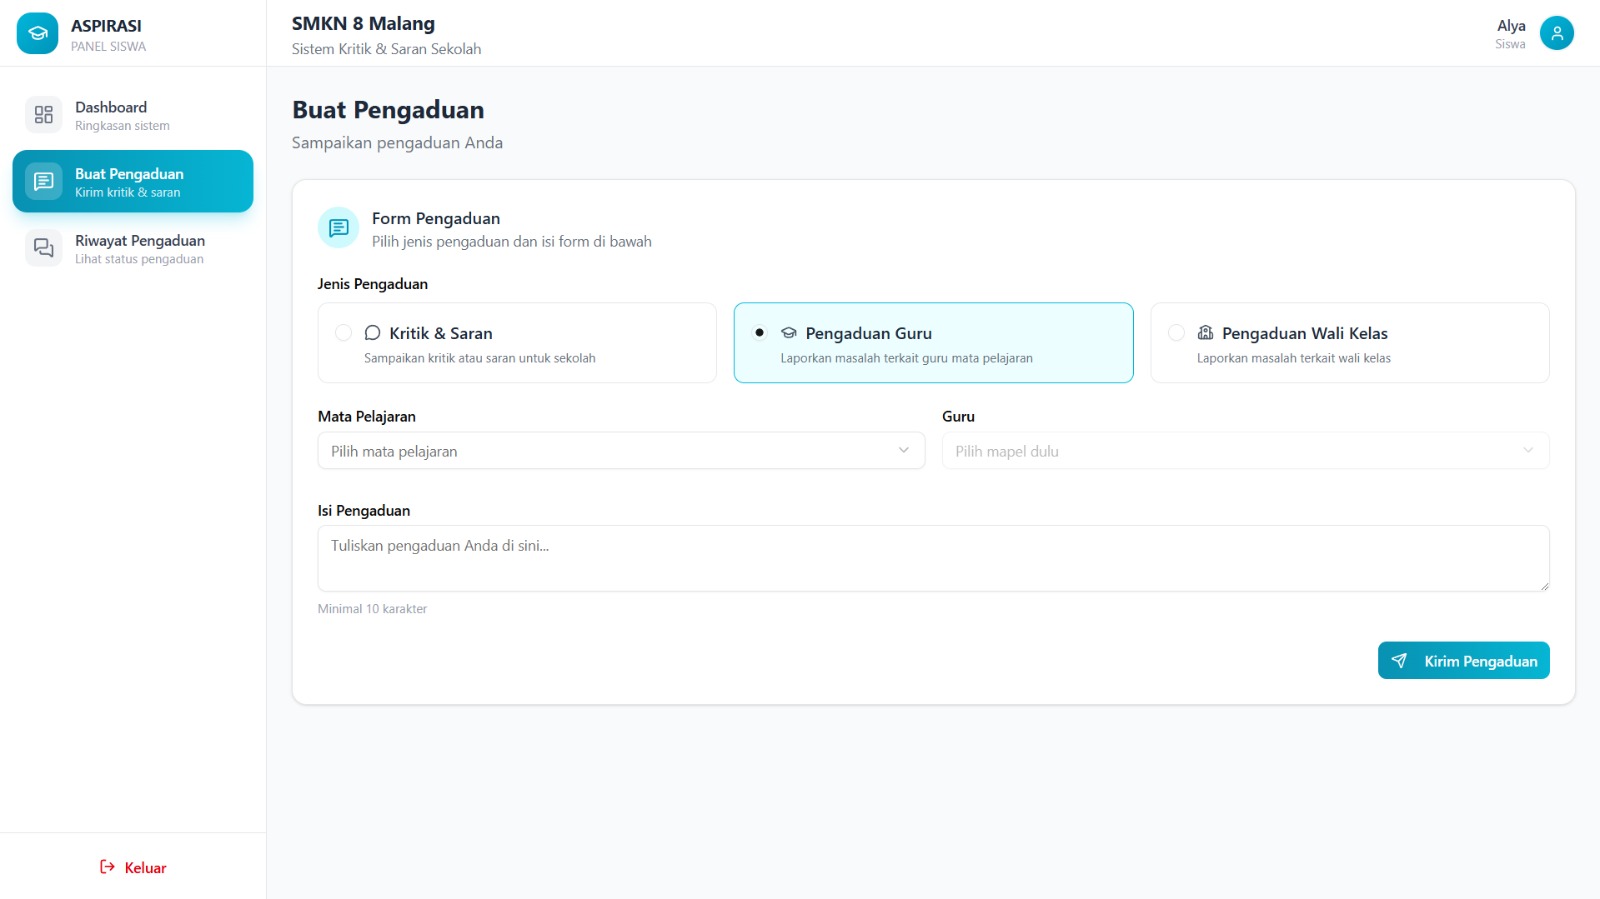 ASPIRASI
PANEL SISWA
SMKN 8 Malang
Sistem Kritik & Saran Sekolah
Alya
Siswa
Dashboard
Ringkasan sistem
Buat Pengaduan
Kirim kritik & saran
Riwayat Pengaduan
Lihat status pengaduan
Keluar
Buat Pengaduan
Sampaikan pengaduan Anda
Form Pengaduan
Pilih jenis pengaduan dan isi form di bawah
Jenis Pengaduan
Kritik & Saran
Sampaikan kritik atau saran untuk sekolah
Pengaduan Guru
Laporkan masalah terkait guru mata pelajaran
Pengaduan Wali Kelas
Laporkan masalah terkait wali kelas
Mata Pelajaran
Pilih mata pelajaran
Guru
Pilih mapel dulu
Isi Pengaduan
Tuliskan pengaduan Anda di sini...
Minimal 10 karakter
Kirim Pengaduan